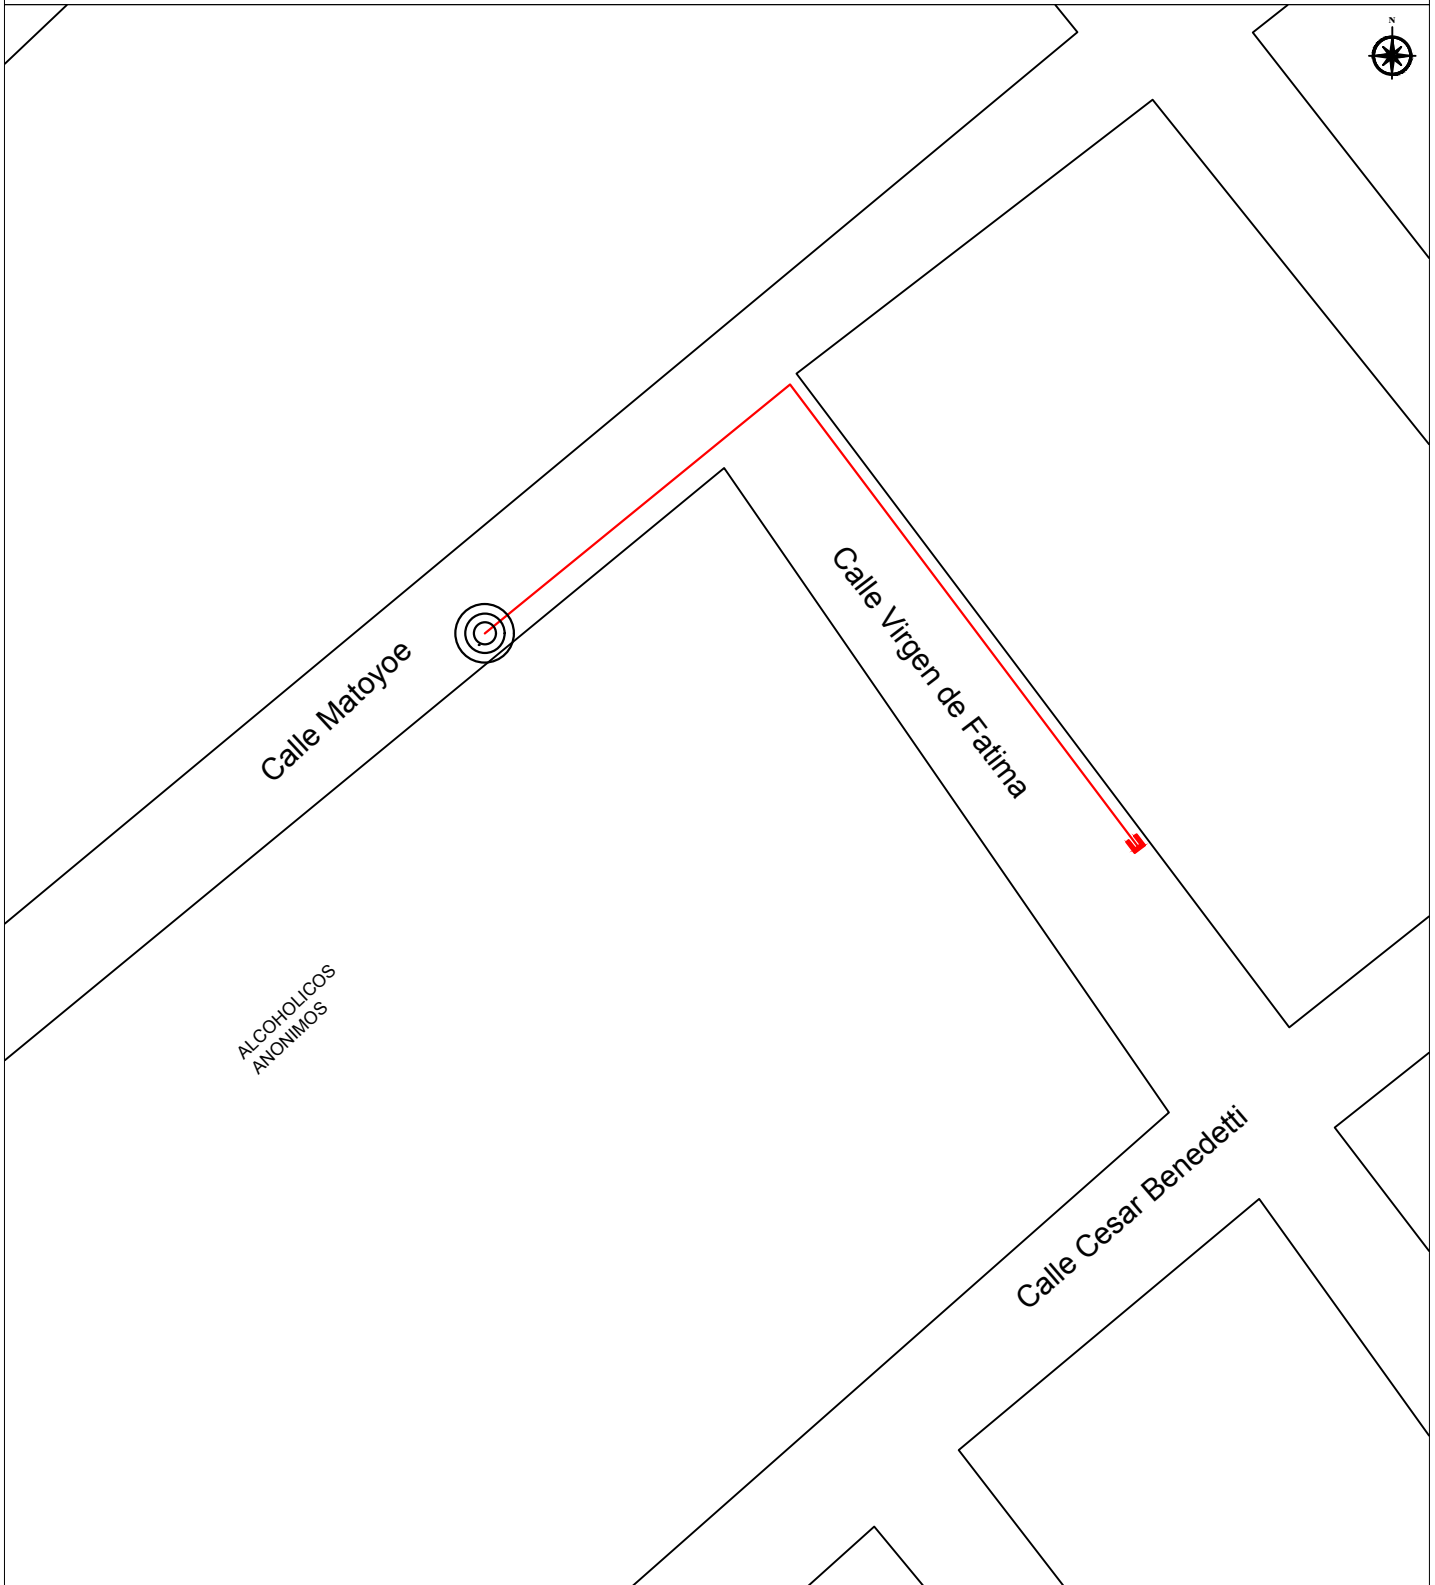 N
Calle Virgen de Fatima
Calle Matoyoe
ALCOHOLICOS
ANONIMOS
Calle Cesar Benedetti